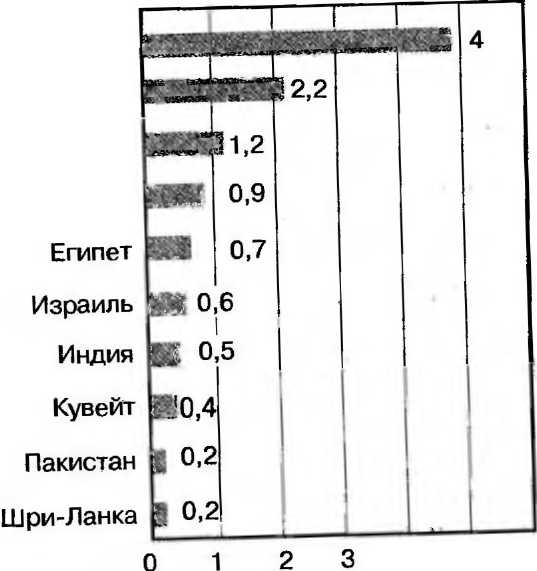 4
2,2
1,2
0,9
Египет 0,7
Израиль 0,6
Индия 0,5
Кувейт 0,4
Пакистан 0,2
Шри-Ланка 0,2
0 1 2 3